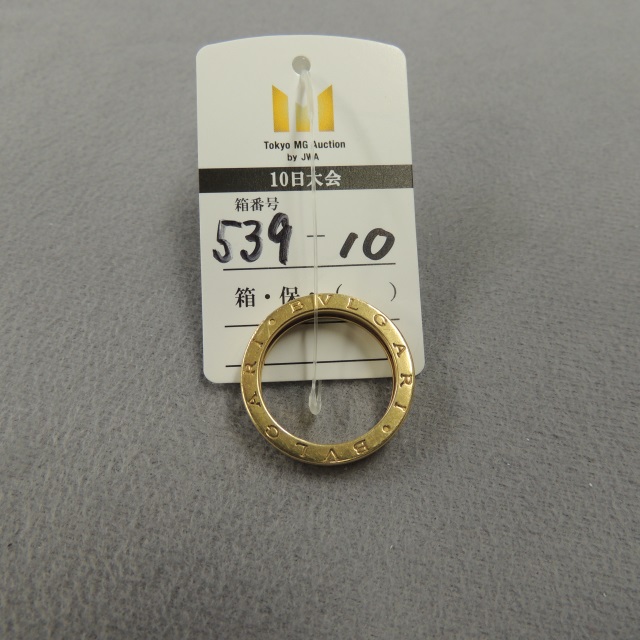 Tokyo MG Auction
by JWA
10日大会
箱番号
539-10
箱・保 ( )
BVLGARI • BVLGARI •